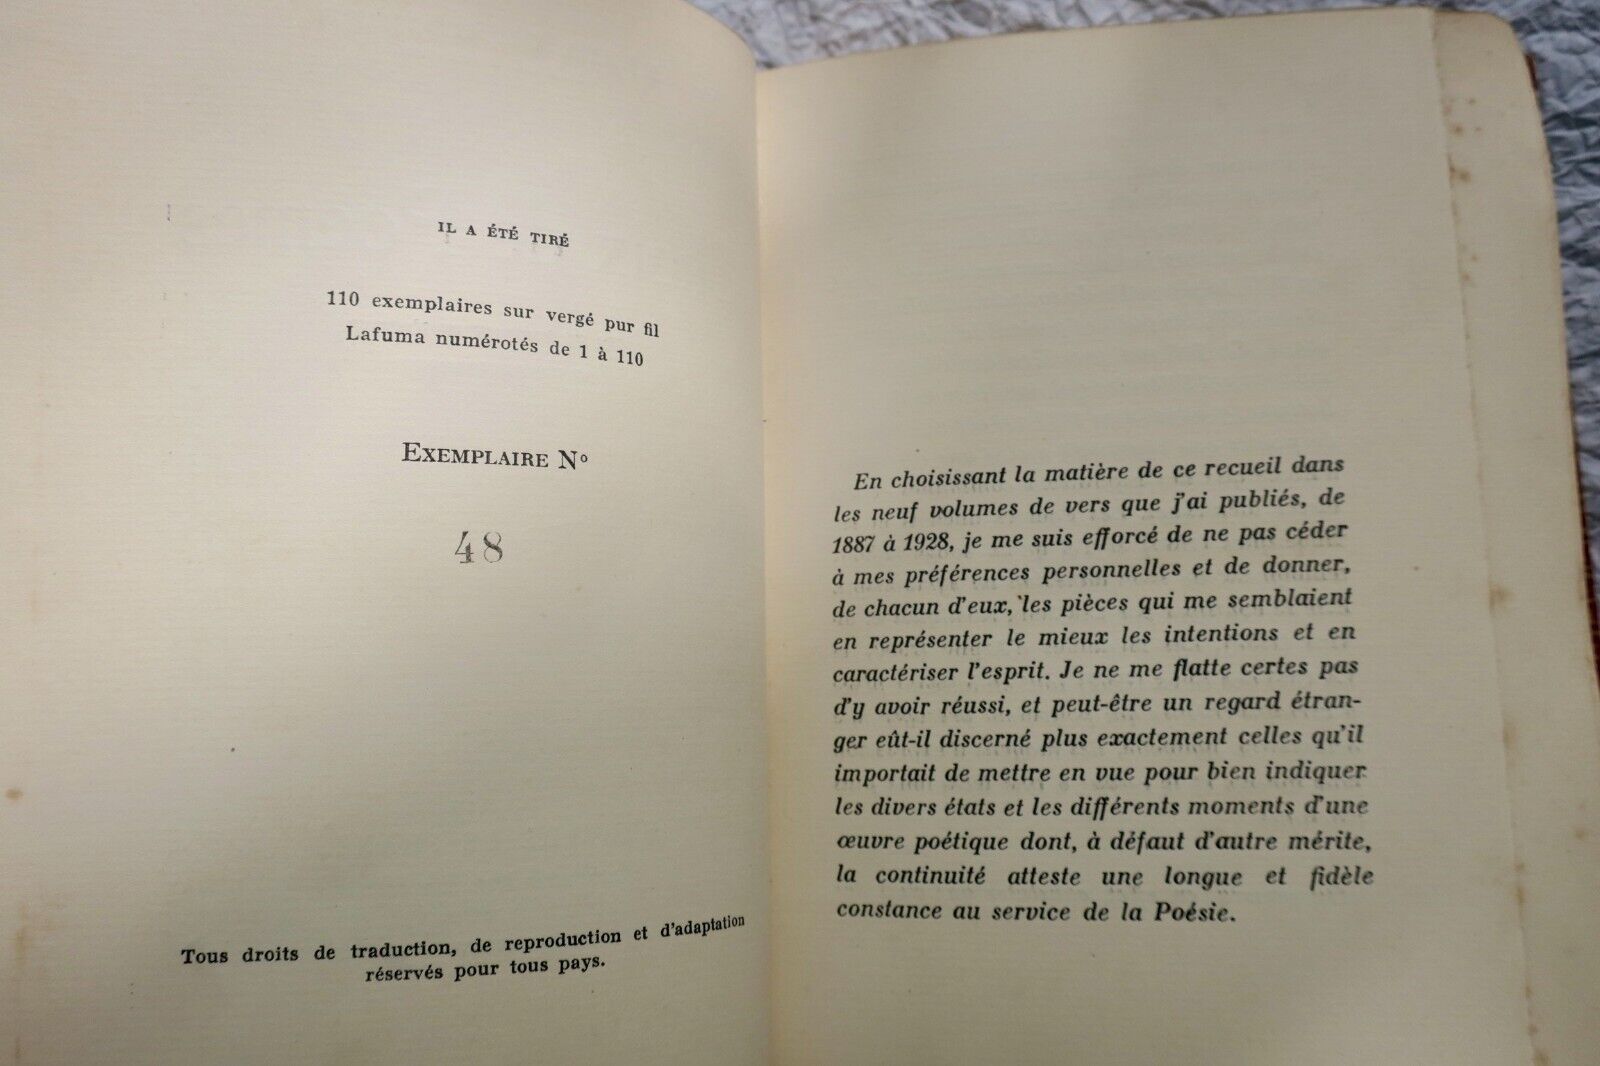 IL A ÉTÉ TIRÉ
110 exemplaires sur vergé pur fil
Lafuma numérotés de 1 à 110
EXEMPLAIRE Nº
48
Tous droits de traduction, de reproduction et d'adaptation
réservés pour tous pays.
En choisissant la matière de ce recueil dans
les neuf volumes de vers que j'ai publiés, de
1887 à 1928, je me suis efforcé de ne pas céder
à mes préférences personnelles et de donner,
de chacun d'eux, les pièces qui me semblaient
en représenter le mieux les intentions et en
caractériser l'esprit. Je ne me flatte certes pas
d'y avoir réussi, et peut-être un regard étran-
ger eût-il discerné plus exactement celles qu'il
importait de mettre en vue pour bien indiquer
les divers états et les différents moments d'une
œuvre poétique dont, à défaut d'autre mérite,
la continuité atteste une longue et fidèle
constance au service de la Poésie.